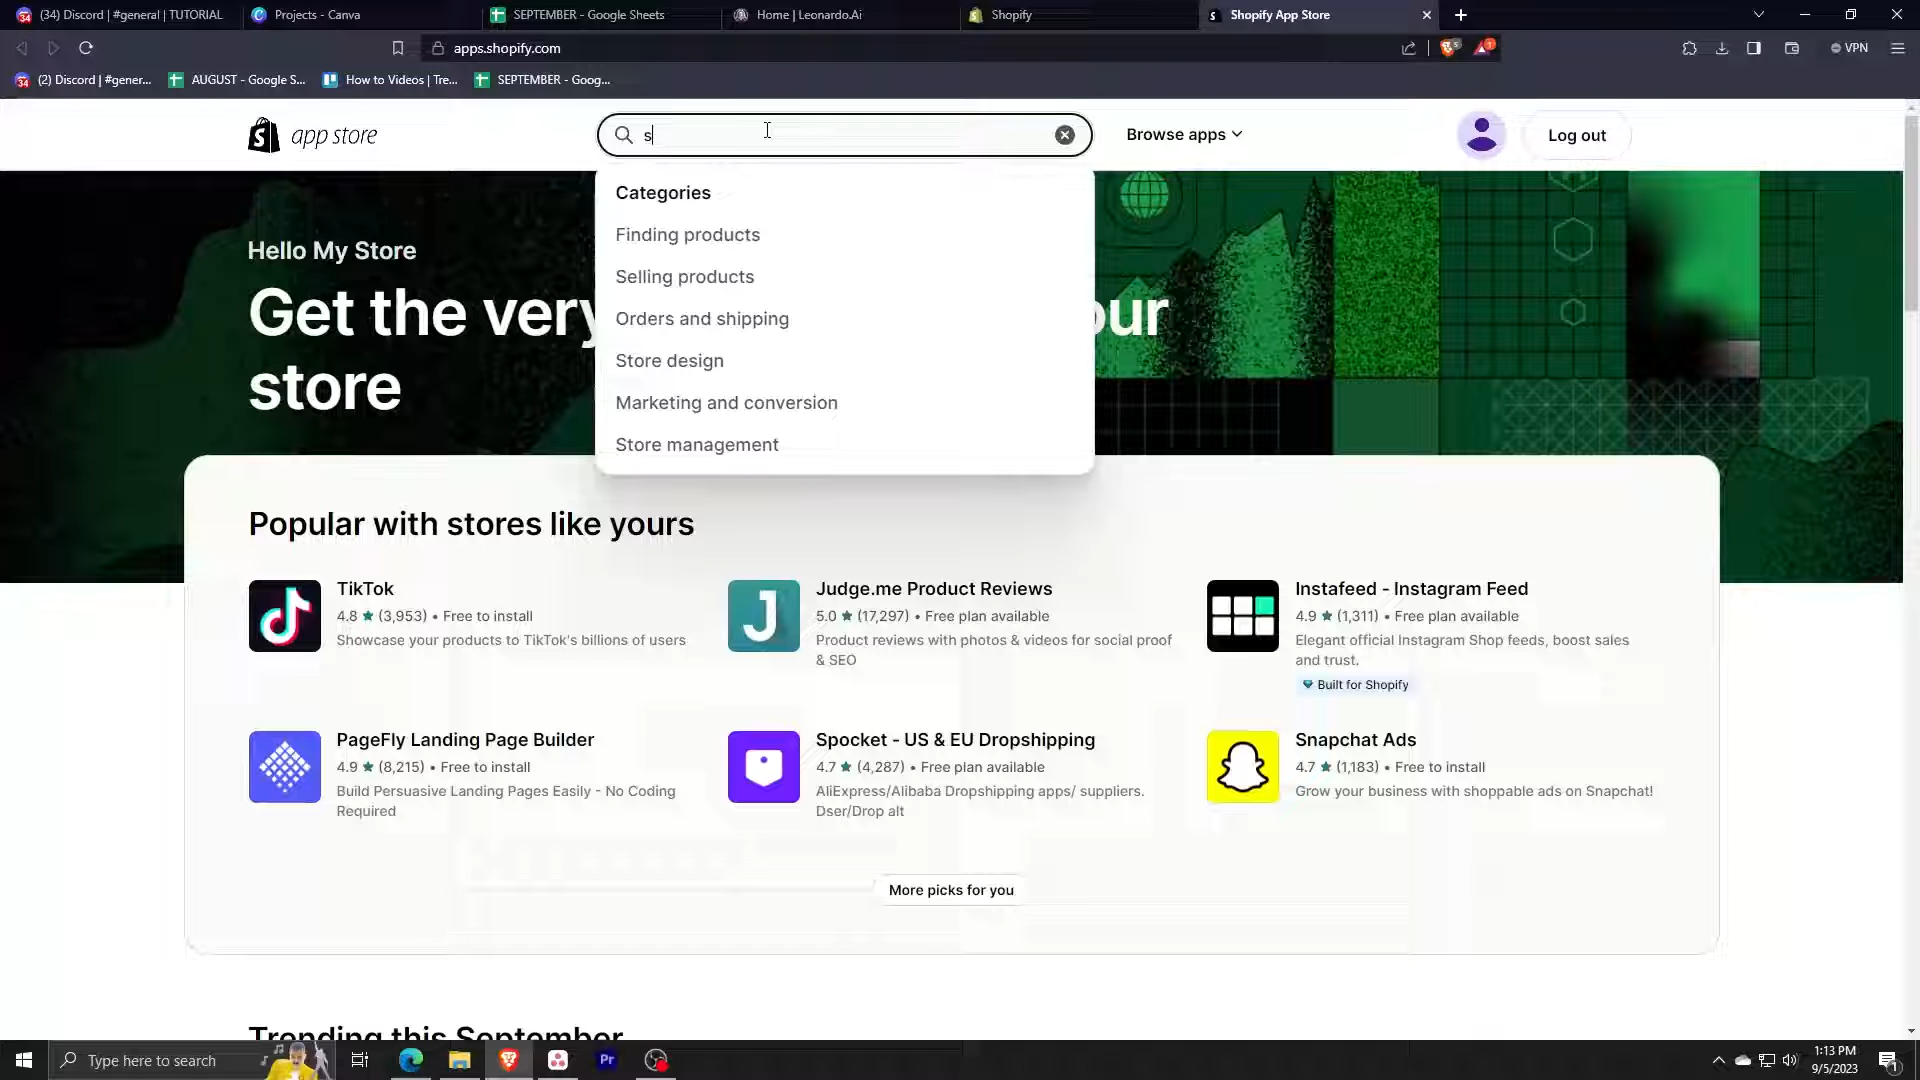 (34) Discord | #general | TUTORIAL
Projects - Canva
SEPTEMBER - Google Sheets
Home | Leonardo.Ai
Shopify
Shopify App Store
apps.shopify.com
VPN
(2) Discord | #gener...
AUGUST - Google S...
How to Videos | Tre...
SEPTEMBER - Goog...
app store
s
Browse apps
Log out
Categories
Finding products
Selling products
Orders and shipping
Store design
Marketing and conversion
Store management
Hello My Store
Get the very
our
store
Popular with stores like yours
TikTok
4.8 ★ (3,953) • Free to install
Showcase your products to TikTok's billions of users
Judge.me Product Reviews
5.0 ★ (17,297) • Free plan available
Product reviews with photos & videos for social proof
& SEO
Instafeed - Instagram Feed
4.9 ★ (1,311) • Free plan available
Elegant official Instagram Shop feeds, boost sales
and trust.
Built for Shopify
PageFly Landing Page Builder
4.9 ★ (8,215) • Free to install
Build Persuasive Landing Pages Easily - No Coding
Required
Spocket - US & EU Dropshipping
4.7 ★ (4,287) • Free plan available
AliExpress/Alibaba Dropshipping apps/ suppliers.
Dser/Drop alt
Snapchat Ads
4.7 ★ (1,183) • Free to install
Grow your business with shoppable ads on Snapchat!
More picks for you
Trending this September
Type here to search
Pr
1:13 PM
9/5/2023